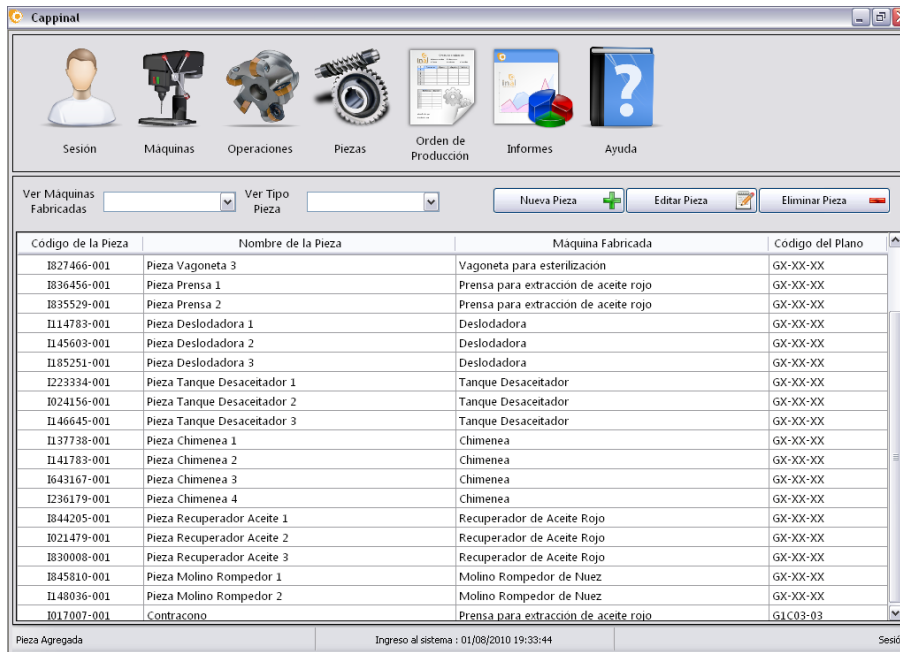 Cappinal
Sesión
Máquinas
Operaciones
Piezas
Orden de
Producción
Informes
Ayuda
Ver Máquinas
Fabricadas
Ver Tipo
Pieza
Nueva Pieza
Editar Pieza
Eliminar Pieza
Código de la Pieza Nombre de la Pieza Máquina Fabricada Código del Plano
I827466-001 Pieza Vagoneta 3 Vagoneta para esterilización GX-XX-XX
I836456-001 Pieza Prensa 1 Prensa para extracción de aceite rojo GX-XX-XX
I835529-001 Pieza Prensa 2 Prensa para extracción de aceite rojo GX-XX-XX
I114783-001 Pieza Deslodadora 1 Deslodadora GX-XX-XX
I145603-001 Pieza Deslodadora 2 Deslodadora GX-XX-XX
I185251-001 Pieza Deslodadora 3 Deslodadora GX-XX-XX
I223334-001 Pieza Tanque Desaceitador 1 Tanque Desaceitador GX-XX-XX
I024156-001 Pieza Tanque Desaceitador 2 Tanque Desaceitador GX-XX-XX
I146645-001 Pieza Tanque Desaceitador 3 Tanque Desaceitador GX-XX-XX
I137738-001 Pieza Chimenea 1 Chimenea GX-XX-XX
I141783-001 Pieza Chimenea 2 Chimenea GX-XX-XX
I643167-001 Pieza Chimenea 3 Chimenea GX-XX-XX
I236179-001 Pieza Chimenea 4 Chimenea GX-XX-XX
I844205-001 Pieza Recuperador Aceite 1 Recuperador de Aceite Rojo GX-XX-XX
I021479-001 Pieza Recuperador Aceite 2 Recuperador de Aceite Rojo GX-XX-XX
I830008-001 Pieza Recuperador Aceite 3 Recuperador de Aceite Rojo GX-XX-XX
I845810-001 Pieza Molino Rompedor 1 Molino Rompedor de Nuez GX-XX-XX
I148036-001 Pieza Molino Rompedor 2 Molino Rompedor de Nuez GX-XX-XX
I017007-001 Contracono Prensa para extracción de aceite rojo G1C03-03
Pieza Agregada Ingreso al sistema : 01/08/2010 19:33:44 Sesió